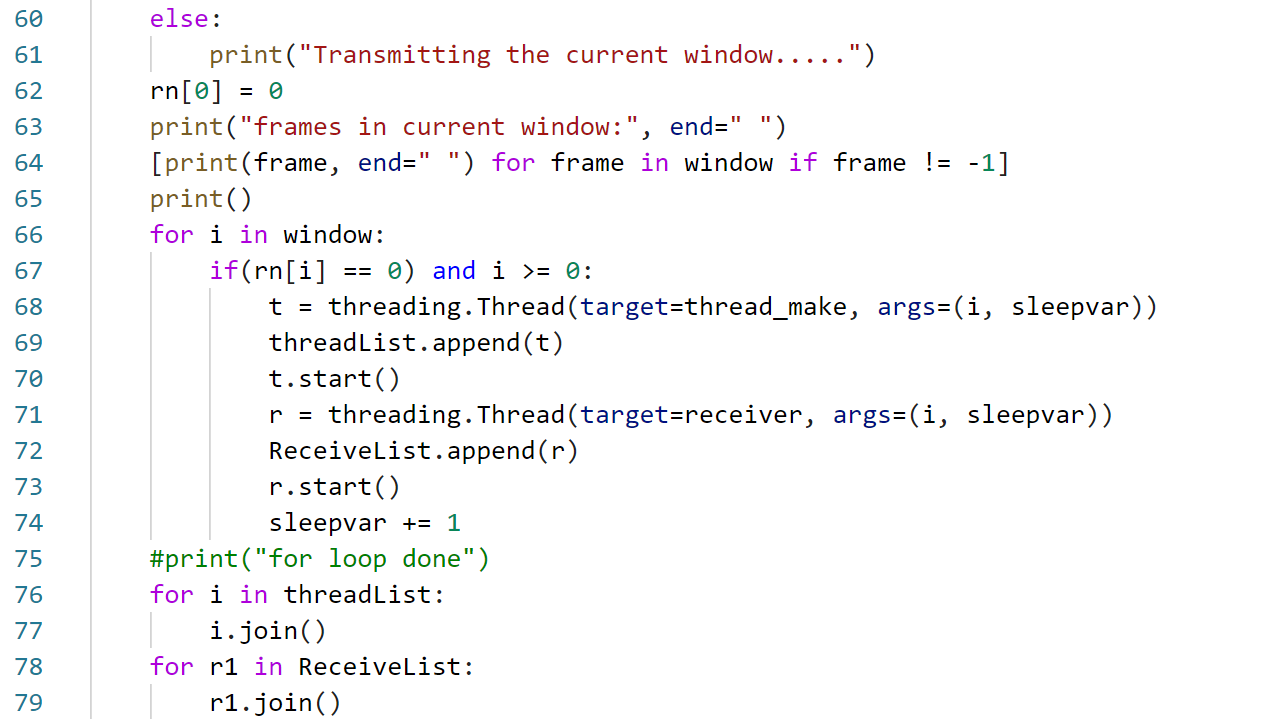 60 else:
61 print("Transmitting the current window.....")
62 rn[0] = 0
63 print("frames in current window:", end=" ")
64 [print(frame, end=" ") for frame in window if frame != -1]
65 print()
66 for i in window:
67 if(rn[i] == 0) and i >= 0:
68 t = threading.Thread(target=thread_make, args=(i, sleepvar))
69 threadList.append(t)
70 t.start()
71 r = threading.Thread(target=receiver, args=(i, sleepvar))
72 ReceiveList.append(r)
73 r.start()
74 sleepvar += 1
75 #print("for loop done")
76 for i in threadList:
77 i.join()
78 for r1 in ReceiveList:
79 r1.join()